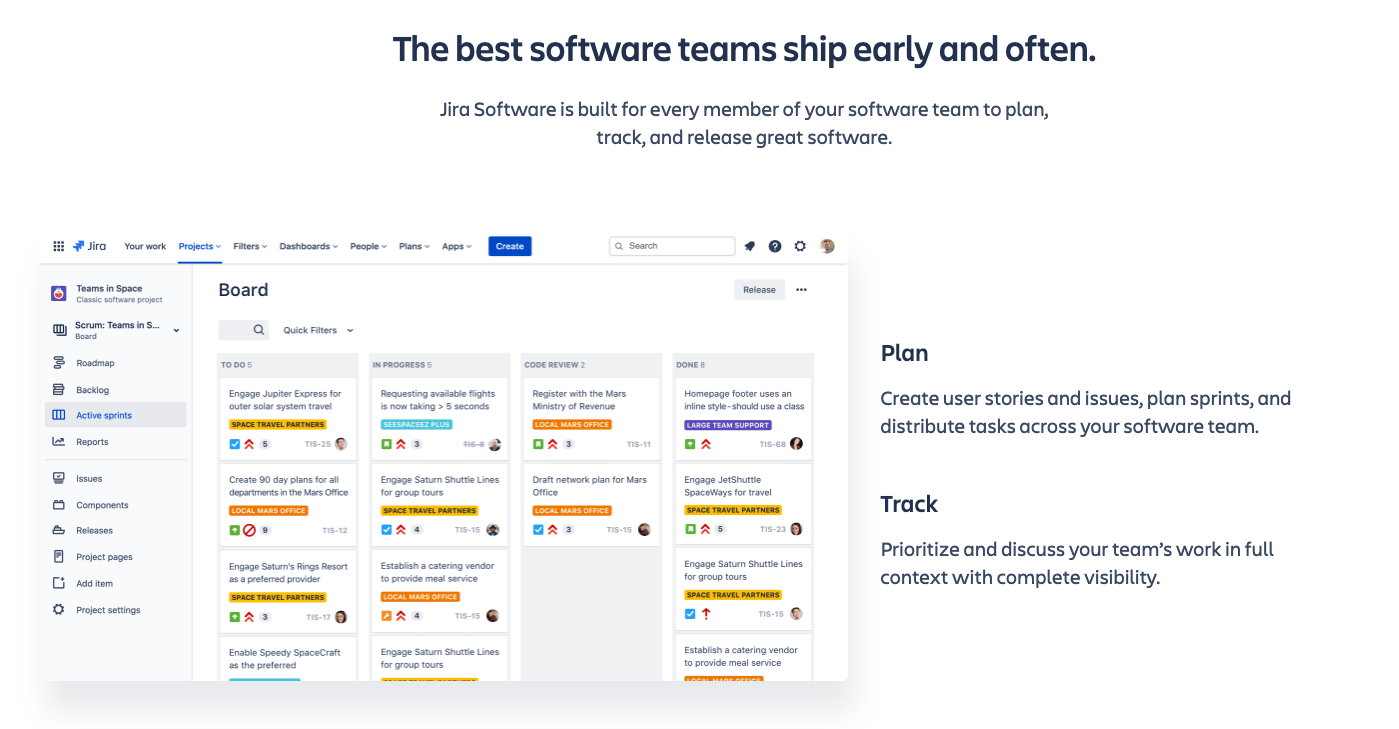 The best software teams ship early and often.
Jira Software is built for every member of your software team to plan,
track, and release great software.
Jira
Your work
Projects
Filters
Dashboards
People
Plans
Apps
Create
Search
Teams in Space
Classic software project
Scrum: Teams in S...
Board
Roadmap
Backlog
Active sprints
Reports
Issues
Components
Releases
Project pages
Add item
Project settings
Board
Release
Quick Filters
TO DO 5
Engage Jupiter Express for
outer solar system travel
SPACE TRAVEL PARTNERS
5
TIS-25
Create 90 day plans for all
departments in the Mars Office
LOCAL MARS OFFICE
9
TIS-12
Engage Saturn's Rings Resort
as a preferred provider
SPACE TRAVEL PARTNERS
3
TIS-17
Enable Speedy SpaceCraft
as the preferred
IN PROGRESS 5
Requesting available flights
is now taking > 5 seconds
SEESPACEEZ PLUS
3
TIS-8
Engage Saturn Shuttle Lines
for group tours
SPACE TRAVEL PARTNERS
4
TIS-15
Establish a catering vendor
to provide meal service
LOCAL MARS OFFICE
4
TIS-15
Engage Saturn Shuttle Lines
for group tours
SPACE TRAVEL PARTNERS
CODE REVIEW 2
Register with the Mars
Ministry of Revenue
LOCAL MARS OFFICE
3
TIS-11
Draft network plan for Mars
Office
LOCAL MARS OFFICE
3
TIS-15
DONE 8
Homepage footer uses an
inline style-should use a class
LARGE TEAM SUPPORT
TIS-68
Engage JetShuttle
SpaceWays for travel
SPACE TRAVEL PARTNERS
5
TIS-23
Engage Saturn Shuttle Lines
for group tours
SPACE TRAVEL PARTNERS
TIS-15
Establish a catering vendor
to provide meal service
LOCAL MARS OFFICE
Plan
Create user stories and issues, plan sprints, and
distribute tasks across your software team.
Track
Prioritize and discuss your team's work in full
context with complete visibility.